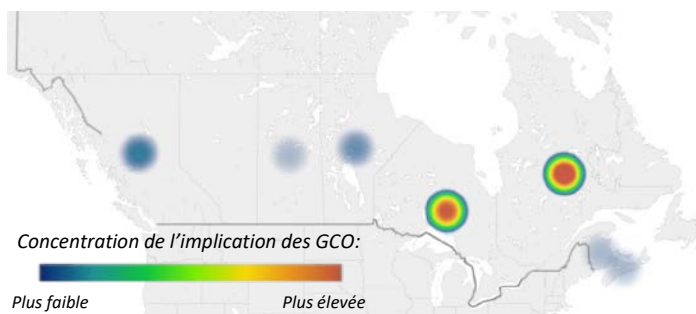 Concentration de l'implication des GCO:
Plus faible Plus élevée